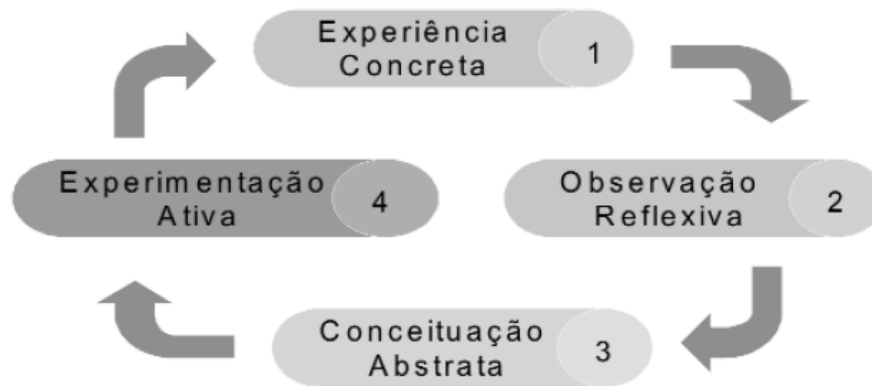 Experiência
Concreta
1
Observação
Reflexiva
2
Conceituação
Abstrata
3
Experimentação
Ativa
4